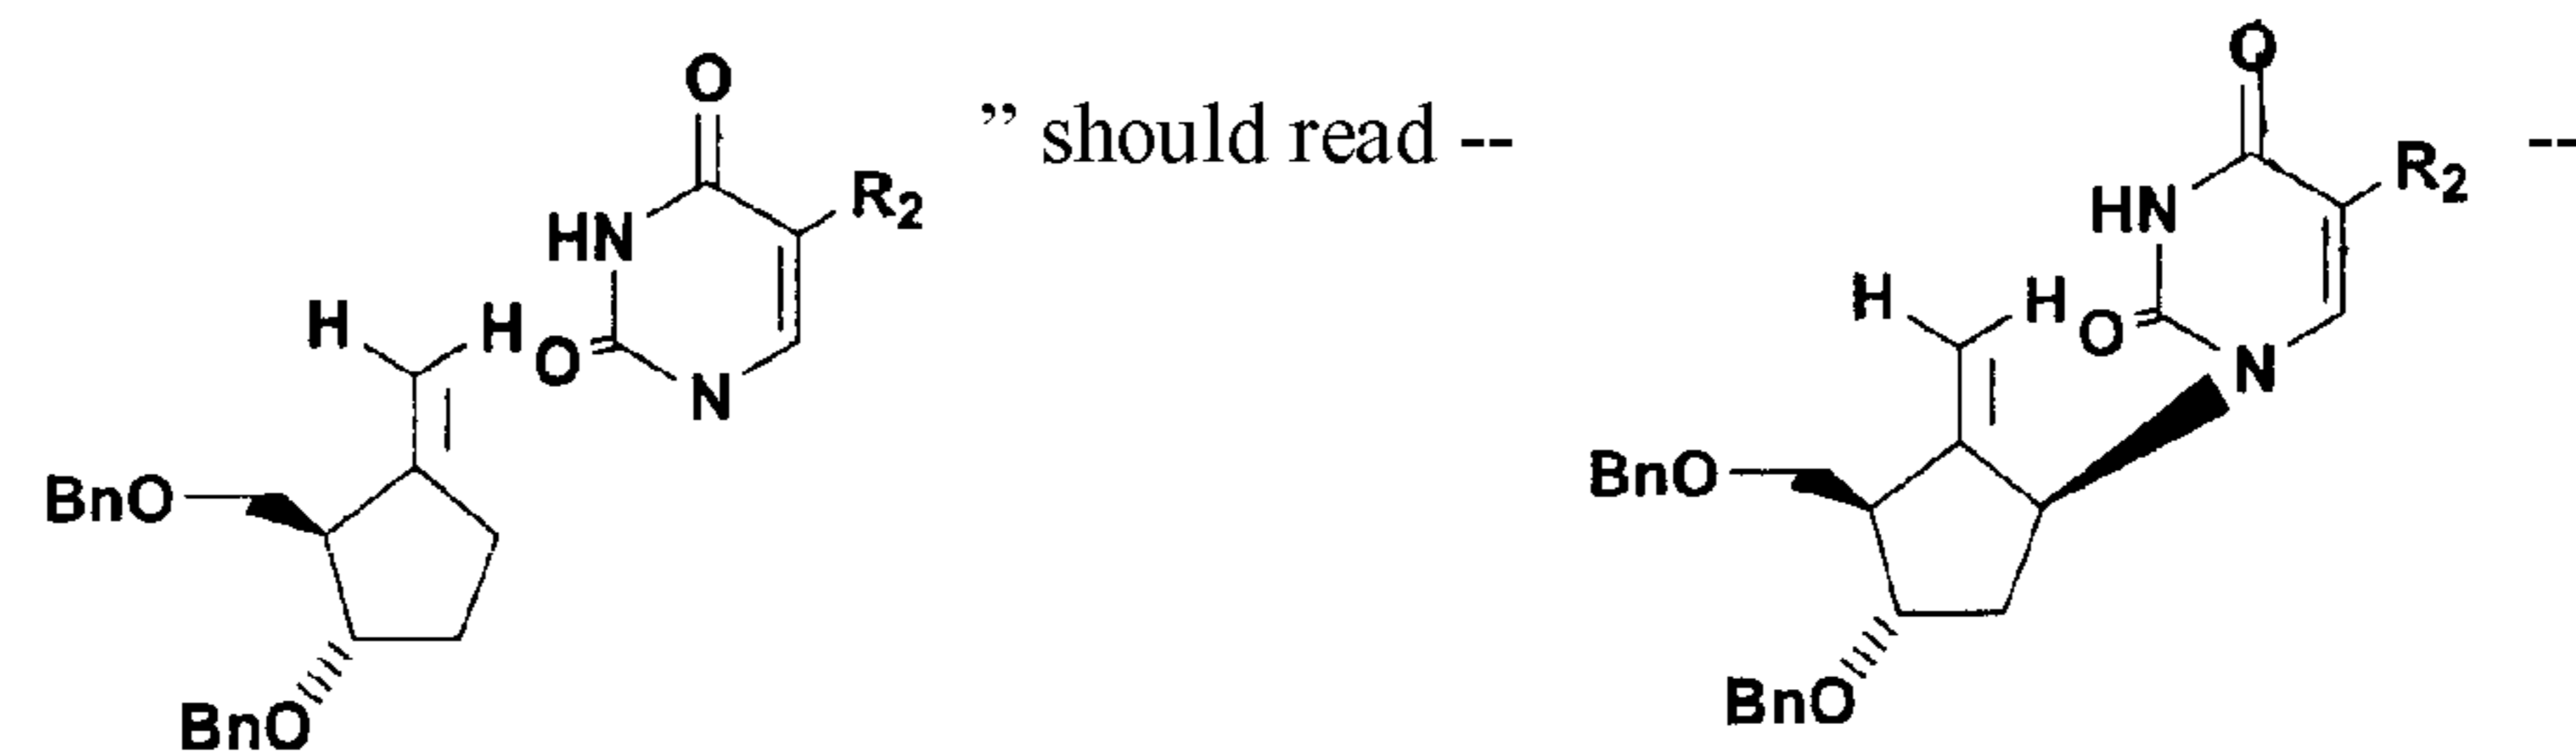 O
” should read --
R2
HN
H
H
O
N
BnO
BnO
O
--
R2
HN
H
H
O
N
BnO
BnO